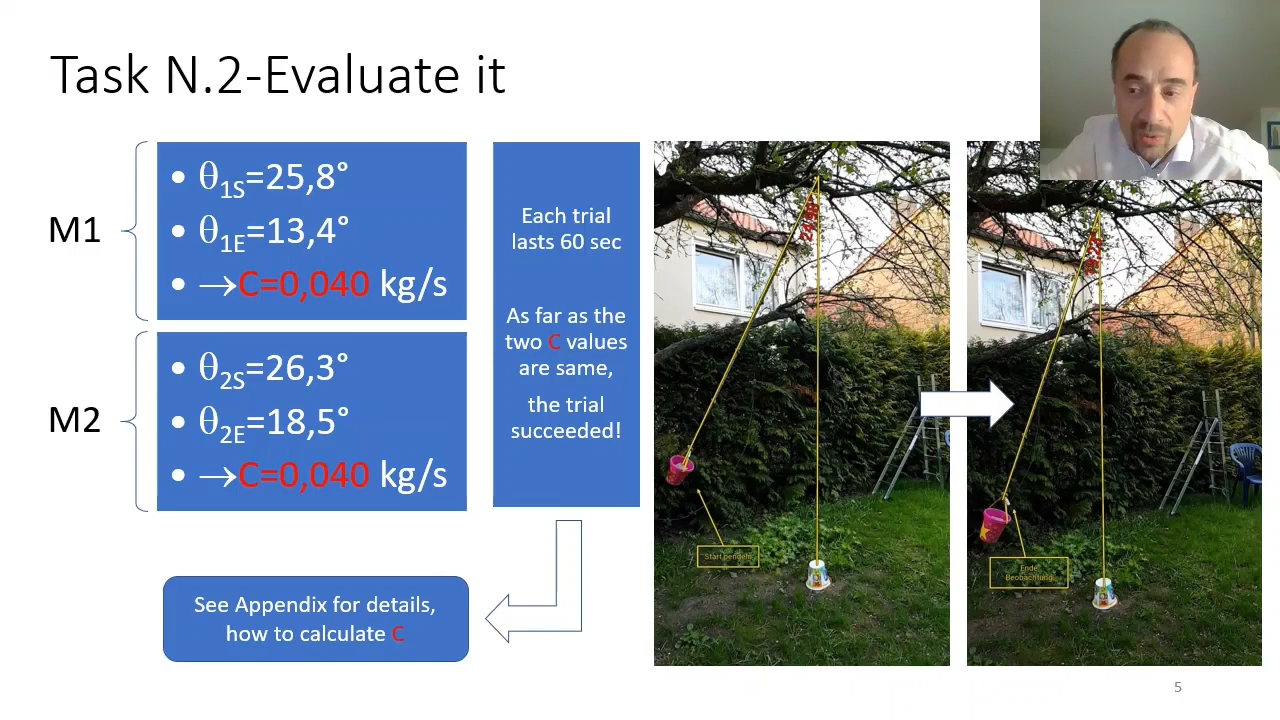 Task N.2-Evaluate it
M1
• θ1S=25,8°
• θ1E=13,4°
• →C=0,040 kg/s
M2
• θ2S=26,3°
• θ2E=18,5°
• →C=0,040 kg/s
Each trial
lasts 60 sec
As far as the
two C values
are same,
the trial
succeeded!
See Appendix for details,
how to calculate C
Start pendeln
Ende
Beobachtung
5